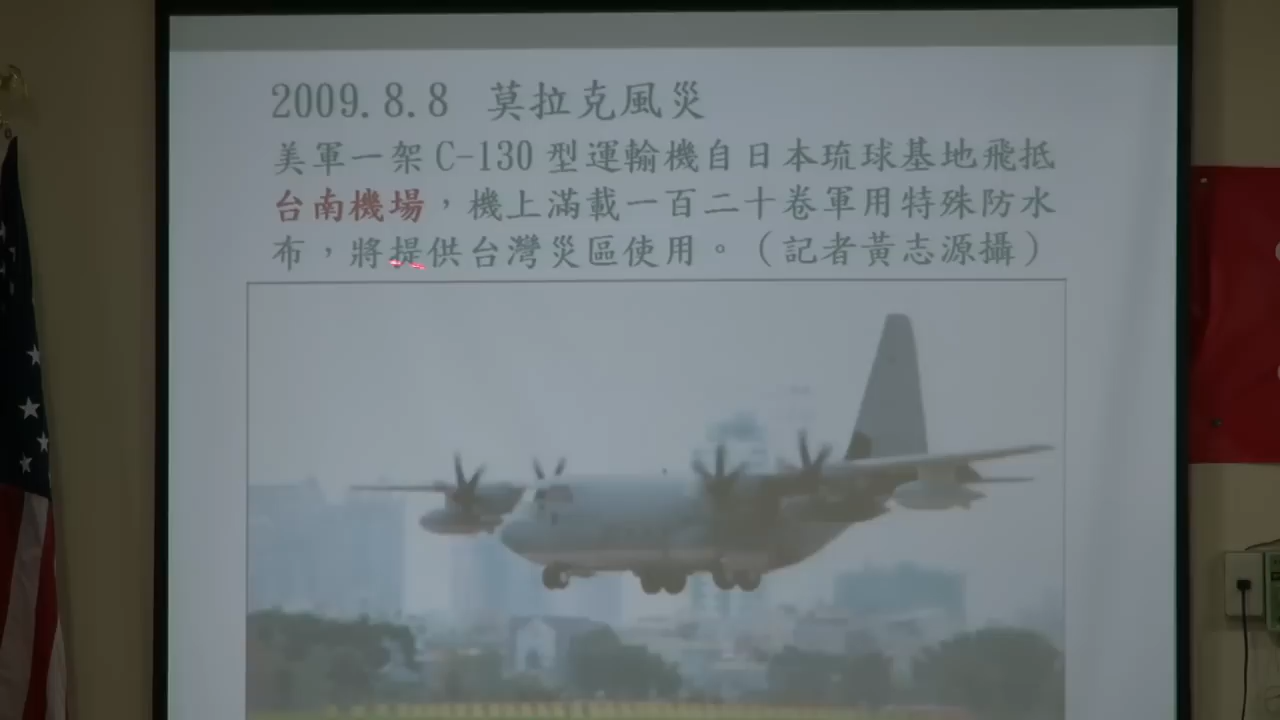 2009.8.8 莫拉克風災
美軍一架C-130型運輸機自日本琉球基地飛抵
台南機場，機上滿載一百二十卷軍用特殊防水
布，將提供台灣災區使用。（記者黃志源攝）